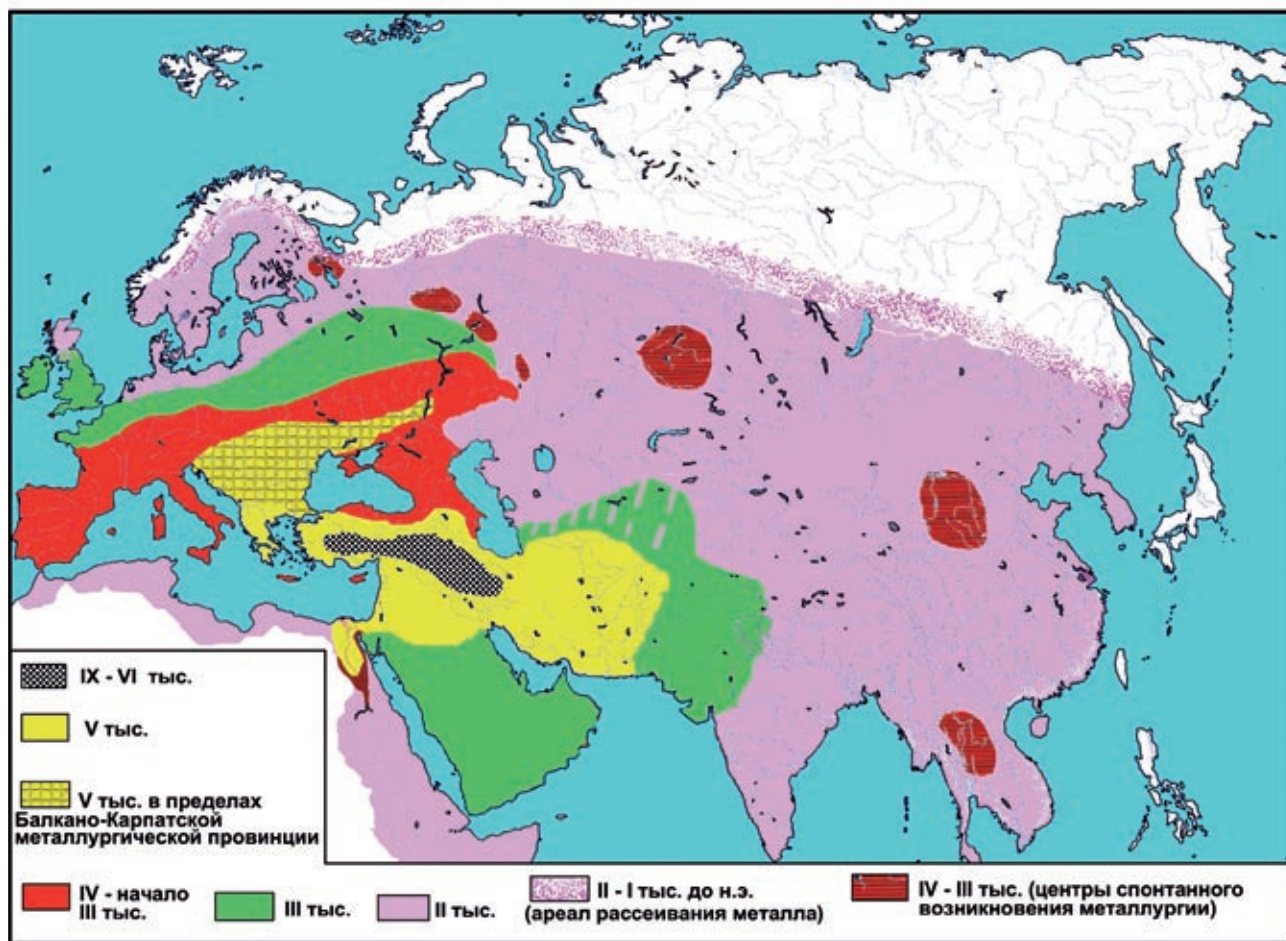 IX - VI тыс.
V тыс.
V тыс. в пределах
Балкано-Карпатской
металлургической провинции
IV - начало
III тыс.
III тыс.
II тыс.
II - I тыс. до н.э.
(ареал рассеивания металла)
IV - III тыс. (центры спонтанного
возникновения металлургии)